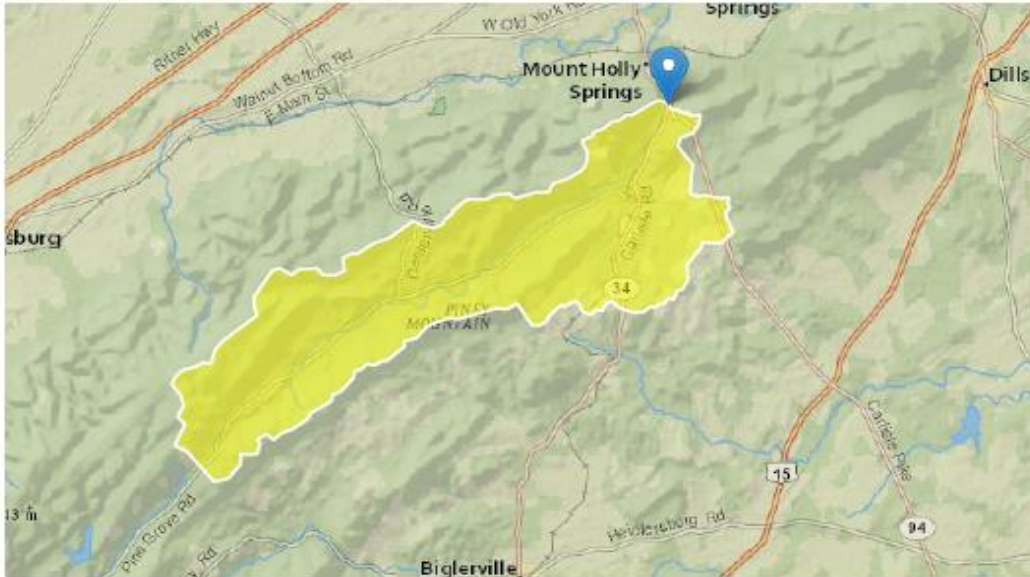 Springs
W Old York Rd
Ritner Hwy
Mount Holly
Springs
Dills
Walnut Bottom Rd
E Main St
sburg
Carlisle Rd
34
PINEY
MOUNTAIN
Carlisle Pike
15
Pine Grove Rd
Heidlersburg Rd
94
Biglerville